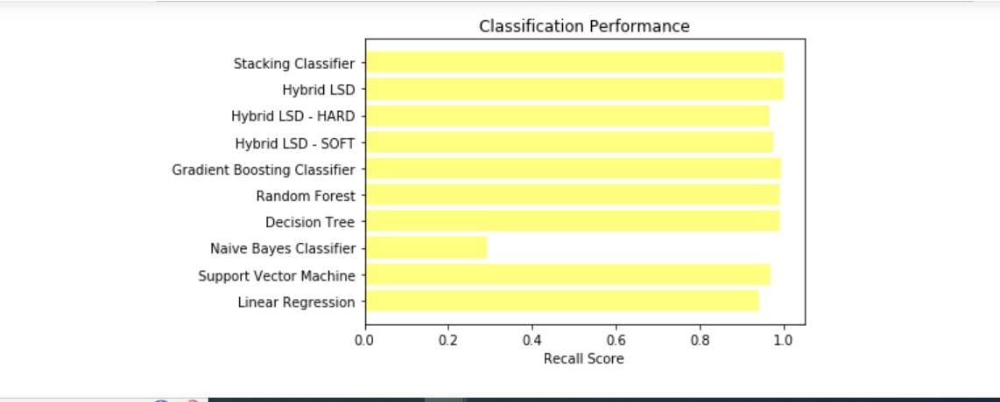 Classification Performance
Stacking Classifier
Hybrid LSD
Hybrid LSD - HARD
Hybrid LSD - SOFT
Gradient Boosting Classifier
Random Forest
Decision Tree
Naive Bayes Classifier
Support Vector Machine
Linear Regression
0.0 0.2 0.4 0.6 0.8 1.0
Recall Score